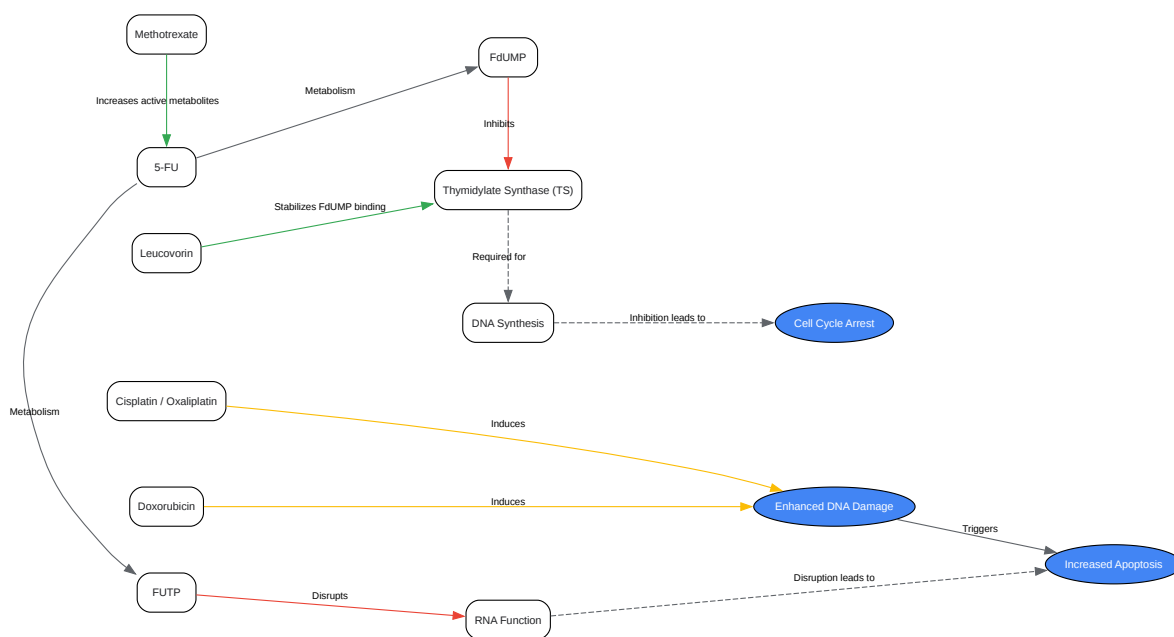 Methotrexate
FdUMP
Metabolism
Increases active metabolites
Inhibits
5-FU
Thymidylate Synthase (TS)
Stabilizes FdUMP binding
Leucovorin
Required for
DNA Synthesis
Inhibition leads to
Cell Cycle Arrest
Cisplatin / Oxaliplatin
Metabolism
Induces
Doxorubicin
Induces
Enhanced DNA Damage
Triggers
Increased Apoptosis
Disruption leads to
FUTP
Disrupts
RNA Function